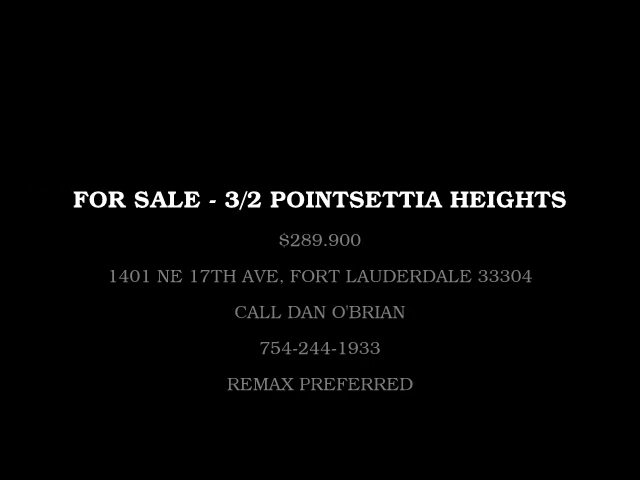 FOR SALE - 3/2 POINTSETTIA HEIGHTS
$289.900
1401 NE 17TH AVE, FORT LAUDERDALE 33304
CALL DAN O'BRIAN
754-244-1933
REMAX PREFERRED